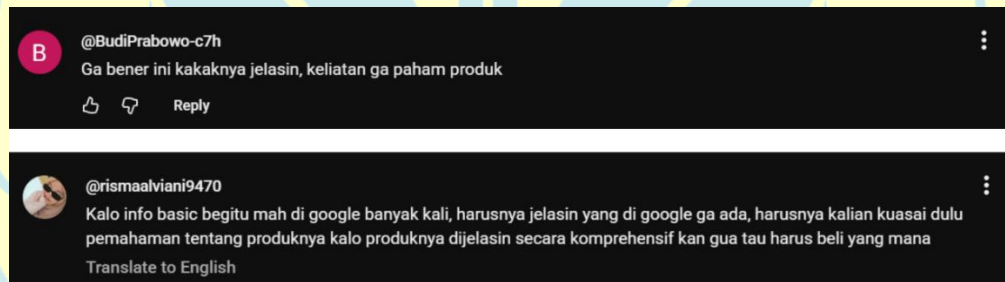 B
@BudiPrabowo-c7h
Ga bener ini kakaknya jelasin, keliatan ga paham produk
Reply
@rismaalviani9470
Kalo info basic begitu mah di google banyak kali, harusnya jelasin yang di google ga ada, harusnya kalian kuasai dulu
pemahaman tentang produknya kalo produknya dijelasin secara komprehensif kan gua tau harus beli yang mana
Translate to English